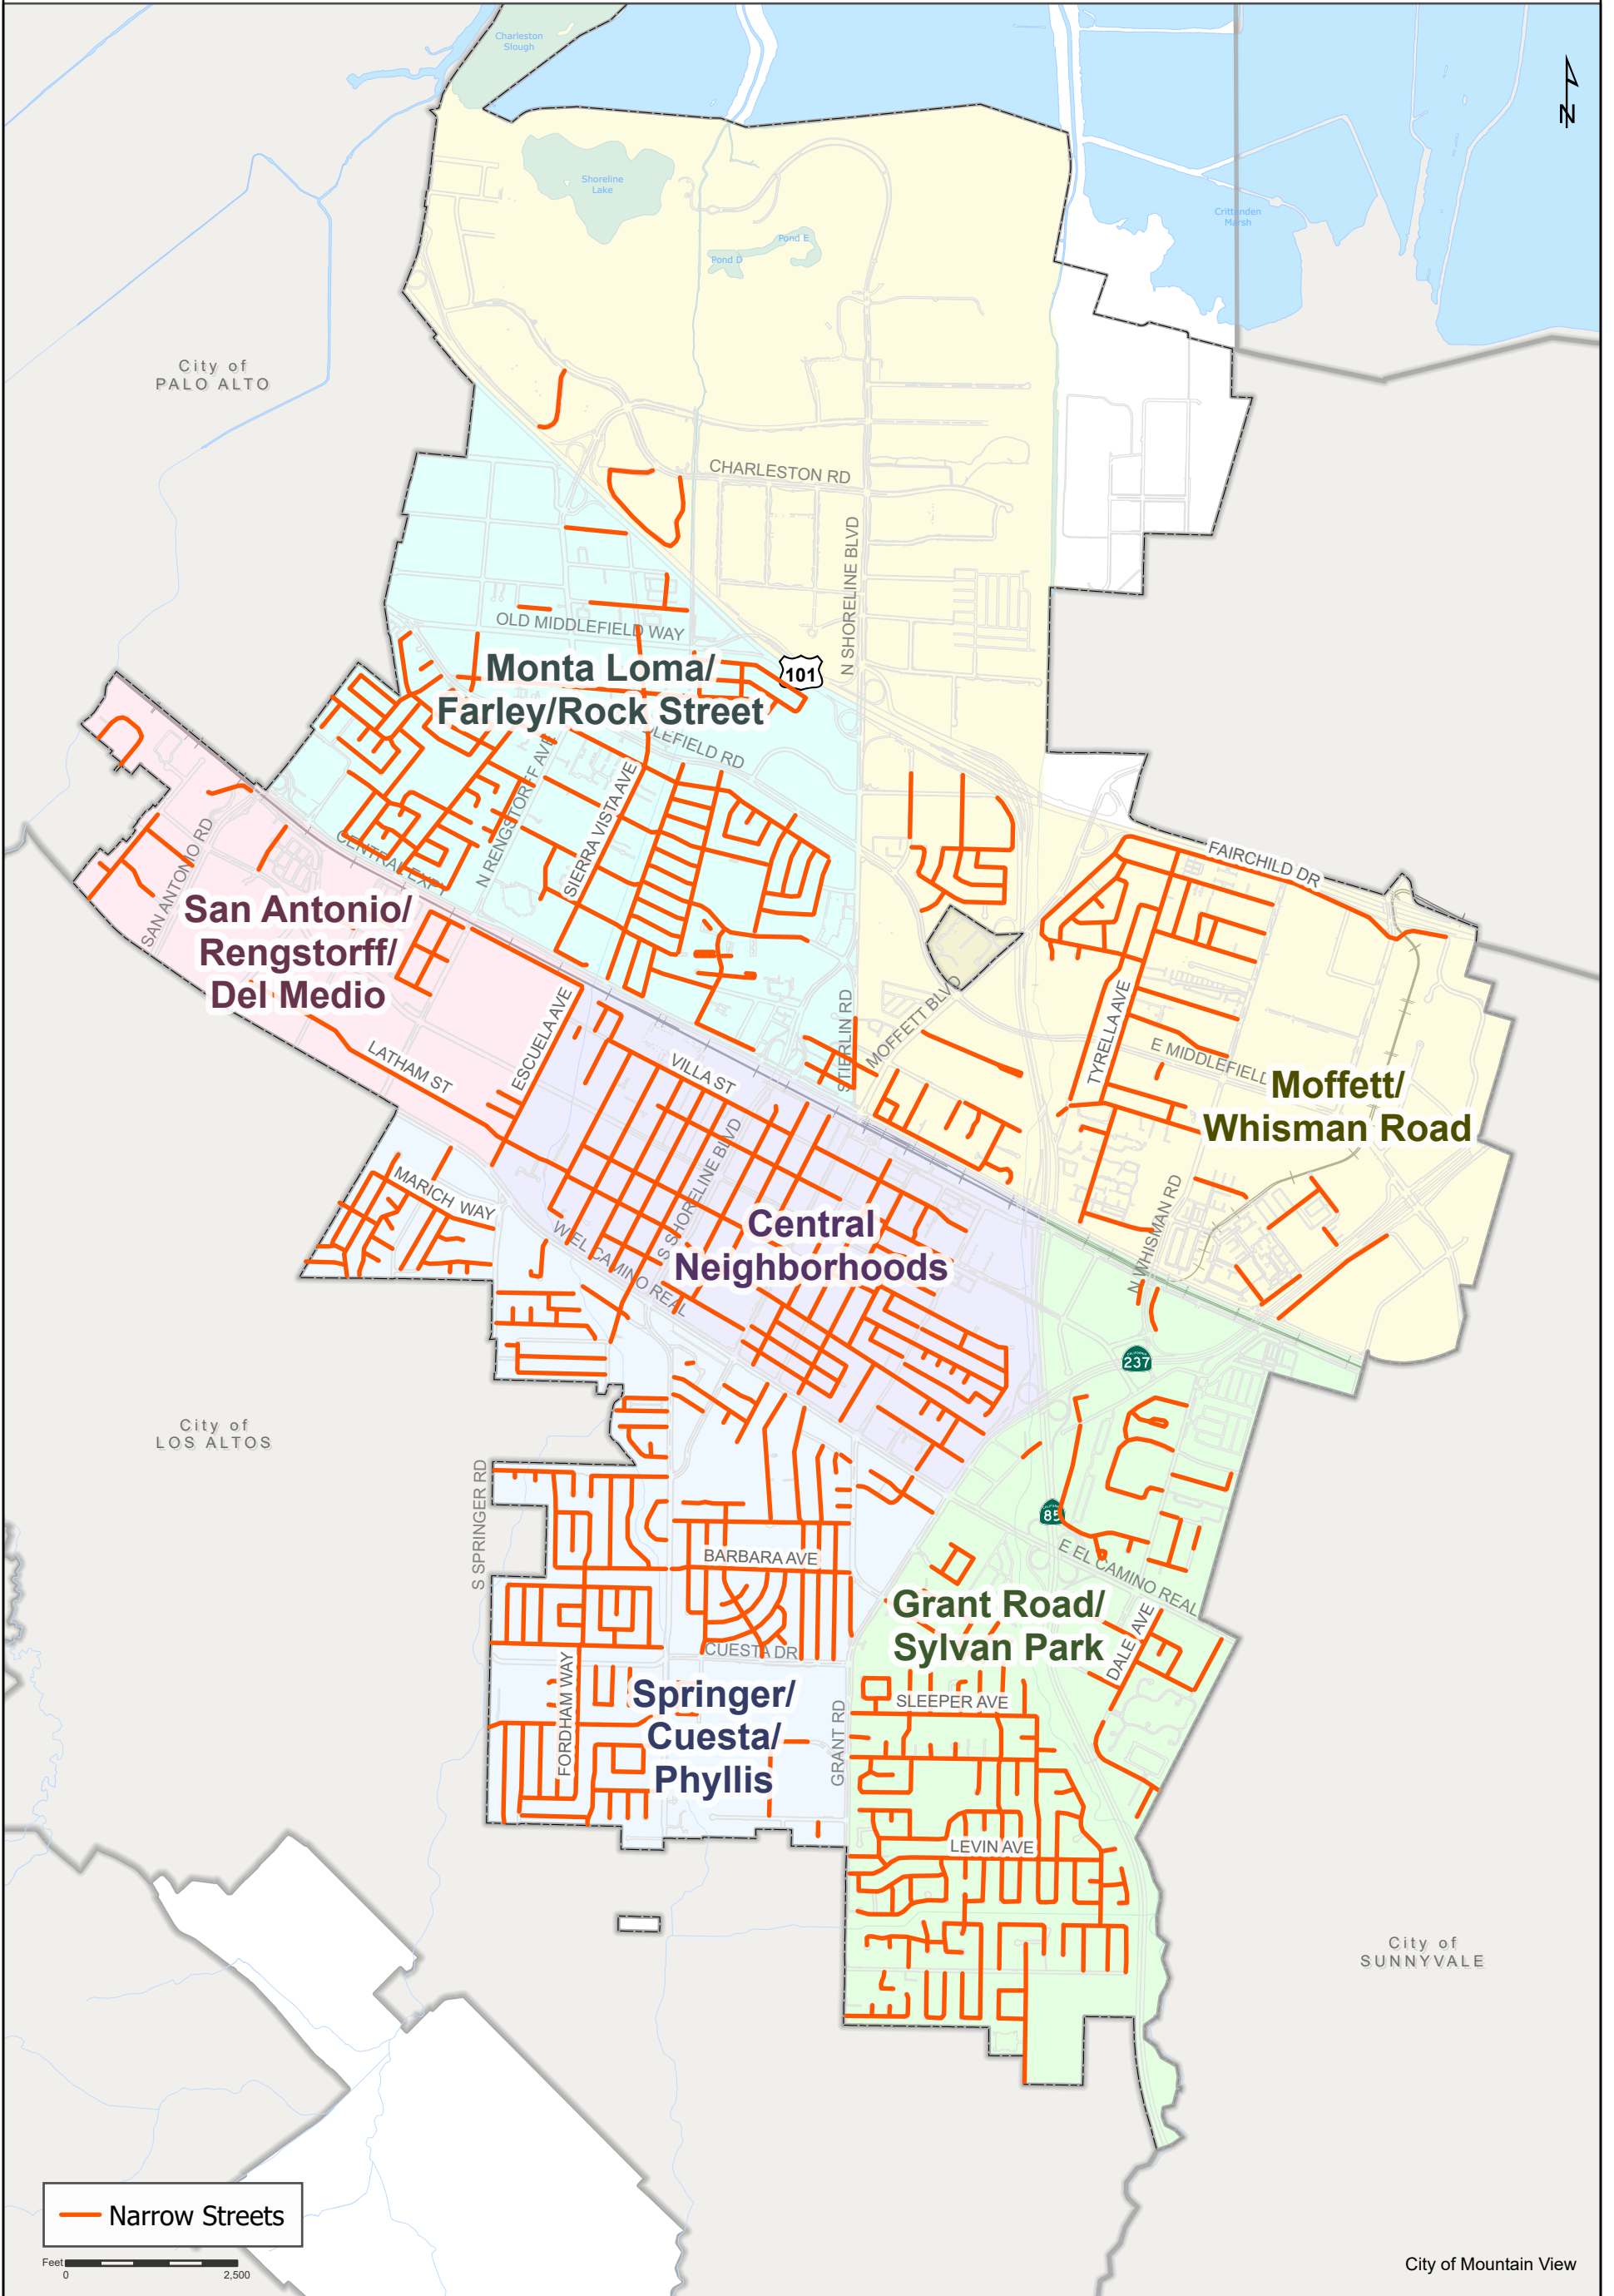 Charleston
Slough
N
Shoreline
Lake
Crittenden
Marsh
Pond E
Pond D
City of
PALO ALTO
CHARLESTON RD
N SHORELINE BLVD
OLD MIDDLEFIELD WAY
101
Monta Loma/
Farley/Rock Street
LEFIELD RD
N RENGSTORFF AVE
SIERRA VISTA AVE
CENTRAL EXPY
SAN ANTONIO RD
FAIRCHILD DR
San Antonio/
Rengstorff/
Del Medio
MOFFETT BLVD
STIERLIN RD
TYRELLA AVE
E MIDDLEFIELD
LATHAM ST
ESCUELA AVE
VILLA ST
Moffett/
Whisman Road
MARICH WAY
S SHORELINE BLVD
W EL CAMINO REAL
N WHISMAN RD
Central
Neighborhoods
CALIFORNIA
237
City of
LOS ALTOS
S SPRINGER RD
85
E EL CAMINO REAL
BARBARA AVE
Grant Road/
Sylvan Park
DALE AVE
CUESTA DR
FORDHAM WAY
Springer/
Cuesta/
Phyllis
SLEEPER AVE
GRANT RD
LEVIN AVE
City of
SUNNYVALE
Narrow Streets
Feet
0 2,500
City of Mountain View